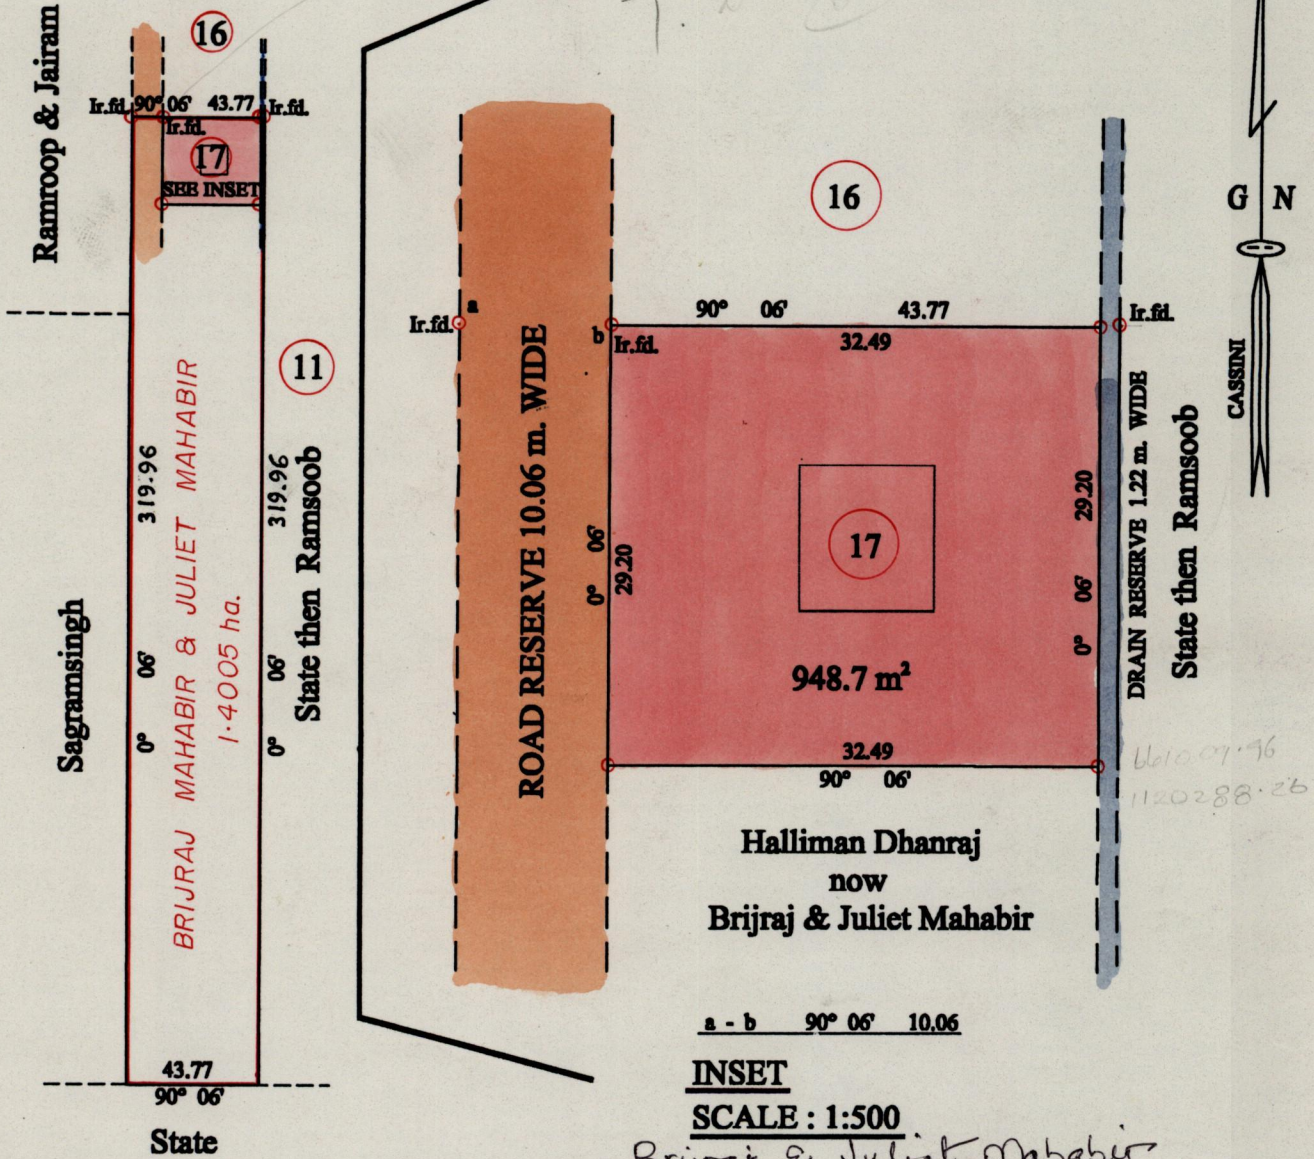 Ramroop & Jairam
16
Ir.fd. 90° 06' 43.77 Ir.fd.
Ir.fd.
17
SEE INSET
11
319.96
0° 06'
BRIJRAJ MAHABIR & JULIET MAHABIR
1.4005 ha.
319.96
0° 06'
State then Ramsoob
Sagramsingh
43.77
90° 06'
State
16
a
Ir.fd.
b
Ir.fd.
90° 06' 43.77
32.49
Ir.fd.
ROAD RESERVE 10.06 m. WIDE
0° 06'
29.20
17
948.7 m²
0° 06' 29.20
DRAIN RESERVE 1.22 m. WIDE
State then Ramsoob
32.49
90° 06'
Halliman Dhanraj
now
Brijraj & Juliet Mahabir
1120288.26
a - b 90° 06' 10.06
INSET
SCALE : 1:500
& Juliet Mahabir
G N
CASSINI